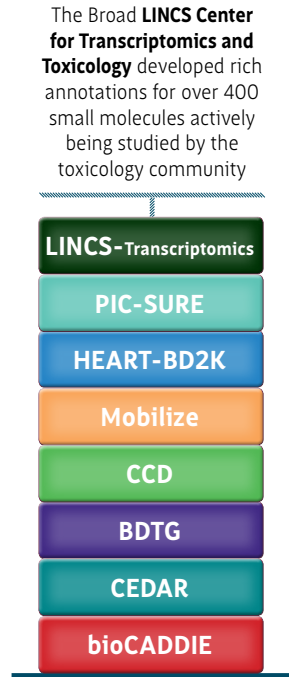 The Broad LINCS Center
for Transcriptomics and
Toxicology developed rich
annotations for over 400
small molecules actively
being studied by the
toxicology community
LINCS-Transcriptomics
PIC-SURE
HEART-BD2K
Mobilize
CCD
BDTG
CEDAR
bioCADDIE